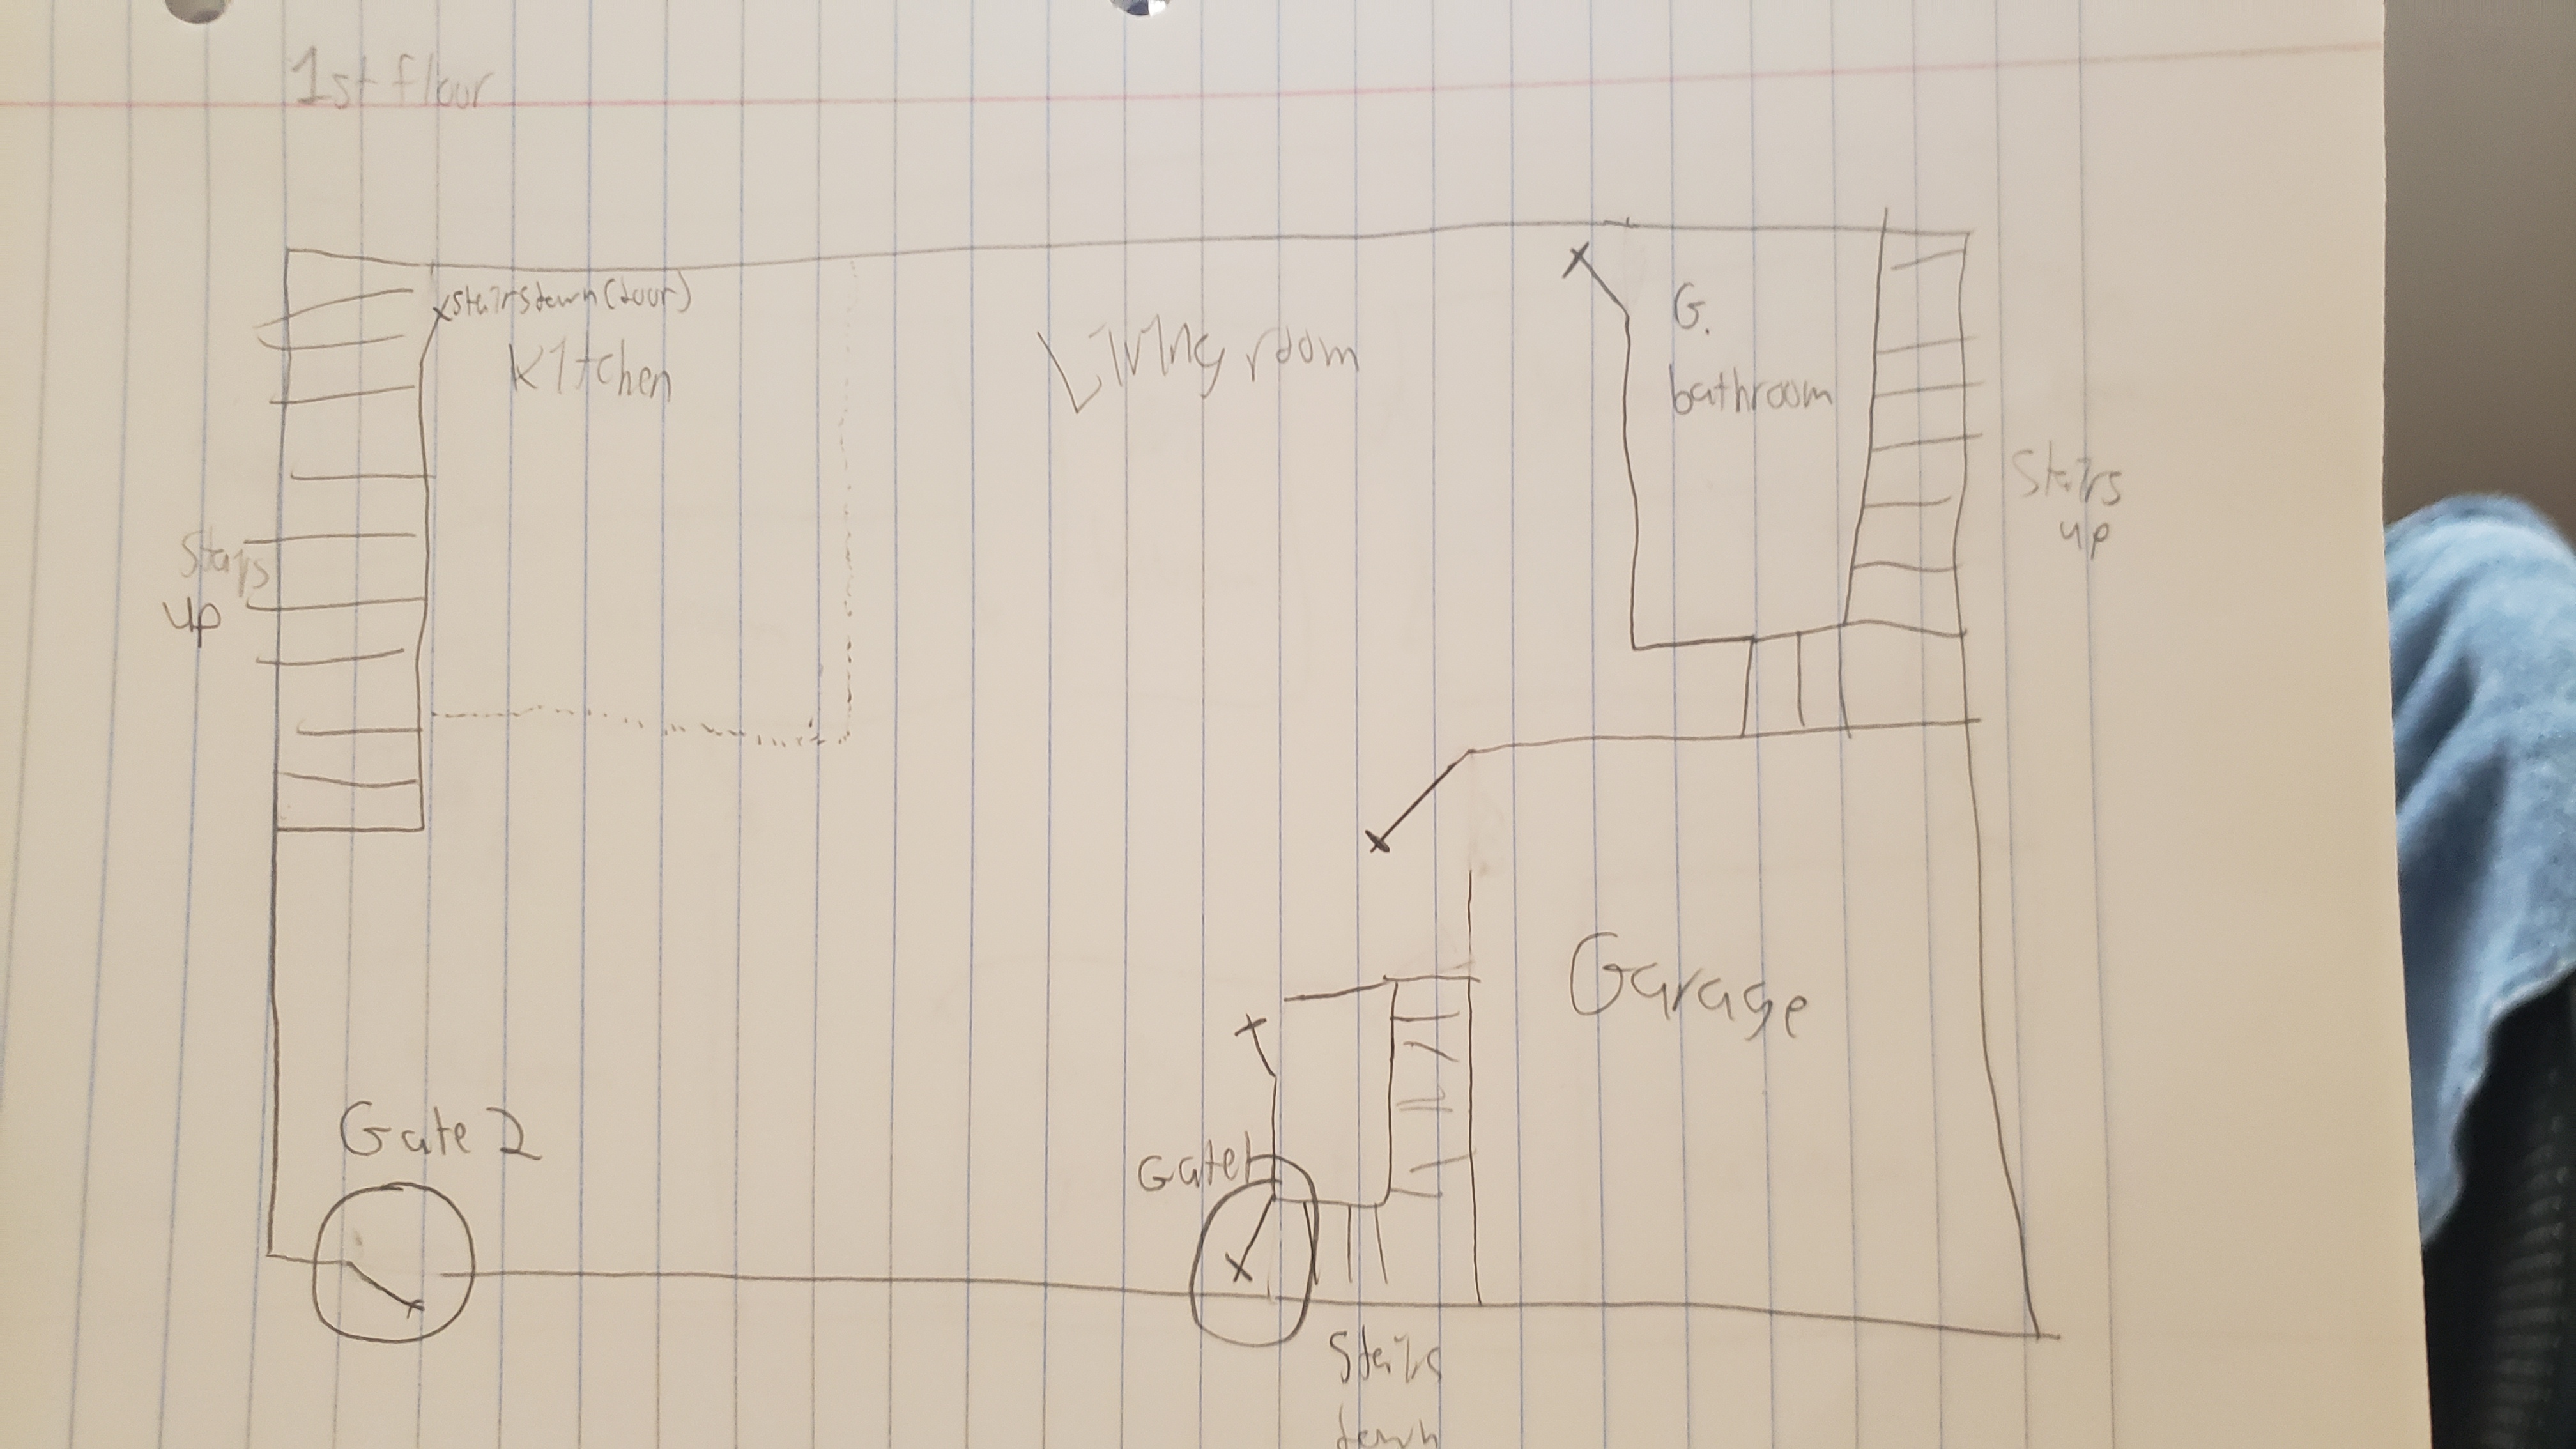 1st floor
stairs down (door)
Kitchen
Living room
G.
bathroom
Stairs
up
Stairs
up
Garage
Gate 2
Gate 1
Stairs
down